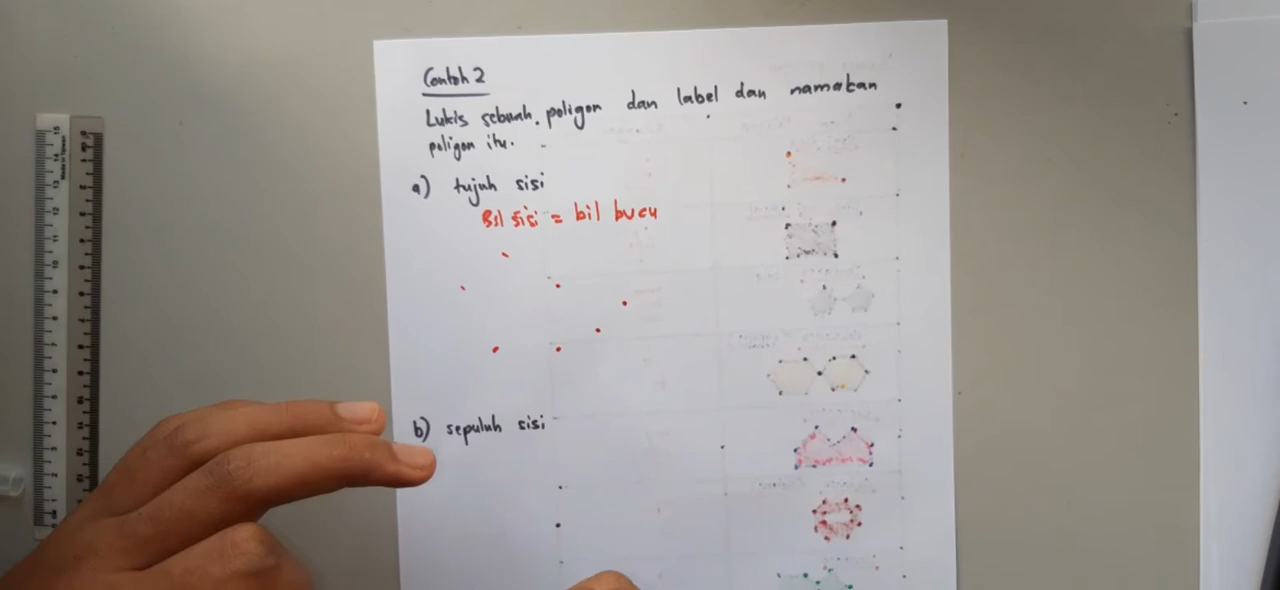 Contoh 2
Lukis sebuah poligon dan label dan namakan
poligon itu.
a) tujuh sisi
Bil sisi = bil bucu
b) sepuluh sisi